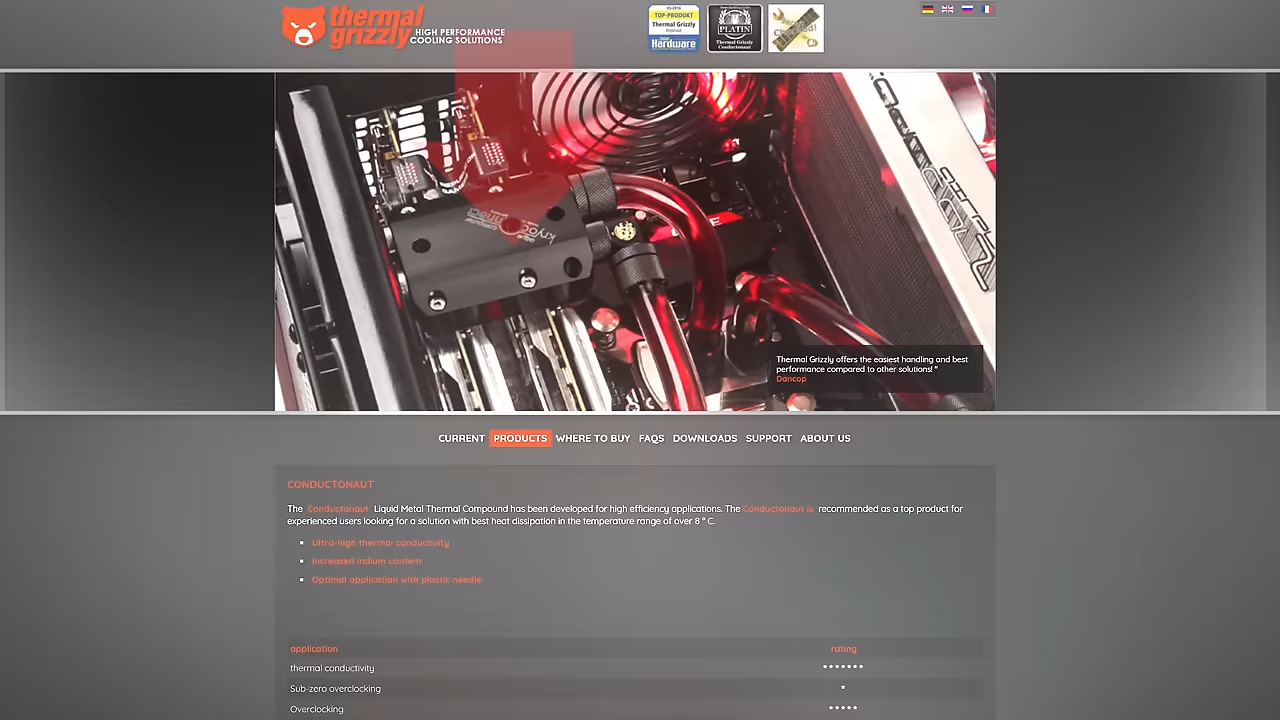 thermal
grizzly
HIGH PERFORMANCE
COOLING SOLUTIONS
05/2016
TOP-PRODUKT
Thermal Grizzly
Kryonaut
Hardware
PLATIN
Thermal Grizzly
Conductonaut
kryoconnect
Thermal Grizzly offers the easiest handling and best
performance compared to other solutions! "
Dancop
CURRENT PRODUCTS WHERE TO BUY FAQS DOWNLOADS SUPPORT ABOUT US
CONDUCTONAUT
The Conductonaut Liquid Metal Thermal Compound has been developed for high efficiency applications. The Conductonaut is recommended as a top product for
experienced users looking for a solution with best heat dissipation in the temperature range of over 8 ° C.
Ultra-high thermal conductivity
Increased indium content
Optimal application with plastic needle
application rating
thermal conductivity *******
Sub-zero overclocking *
Overclocking *****